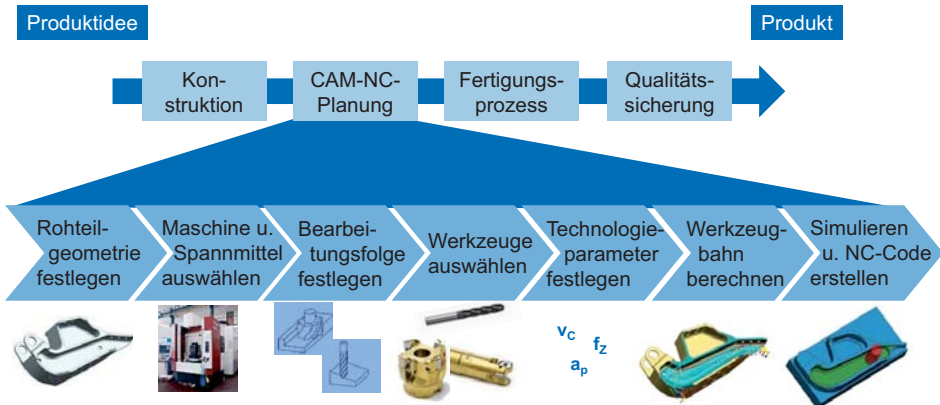 Produktidee
Produkt
Kon-
struktion
CAM-NC-
Planung
Fertigungs-
prozess
Qualitäts-
sicherung
Rohteil-
geometrie
festlegen
Maschine u.
Spannmittel
auswählen
Bearbei-
tungsfolge
festlegen
Werkzeuge
auswählen
Technologie-
parameter
festlegen
Werkzeug-
bahn
berechnen
Simulieren
u. NC-Code
erstellen
vC
fZ
ap